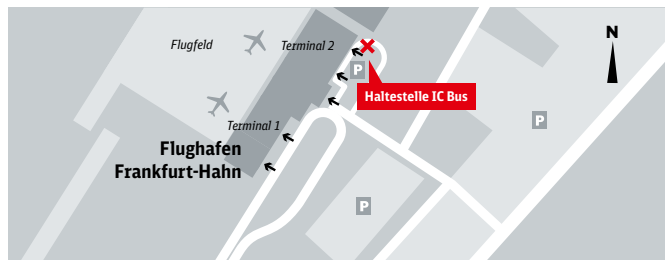 Flugfeld
Terminal 2
N
P
Haltestelle IC Bus
P
Terminal 1
Flughafen
Frankfurt-Hahn
P